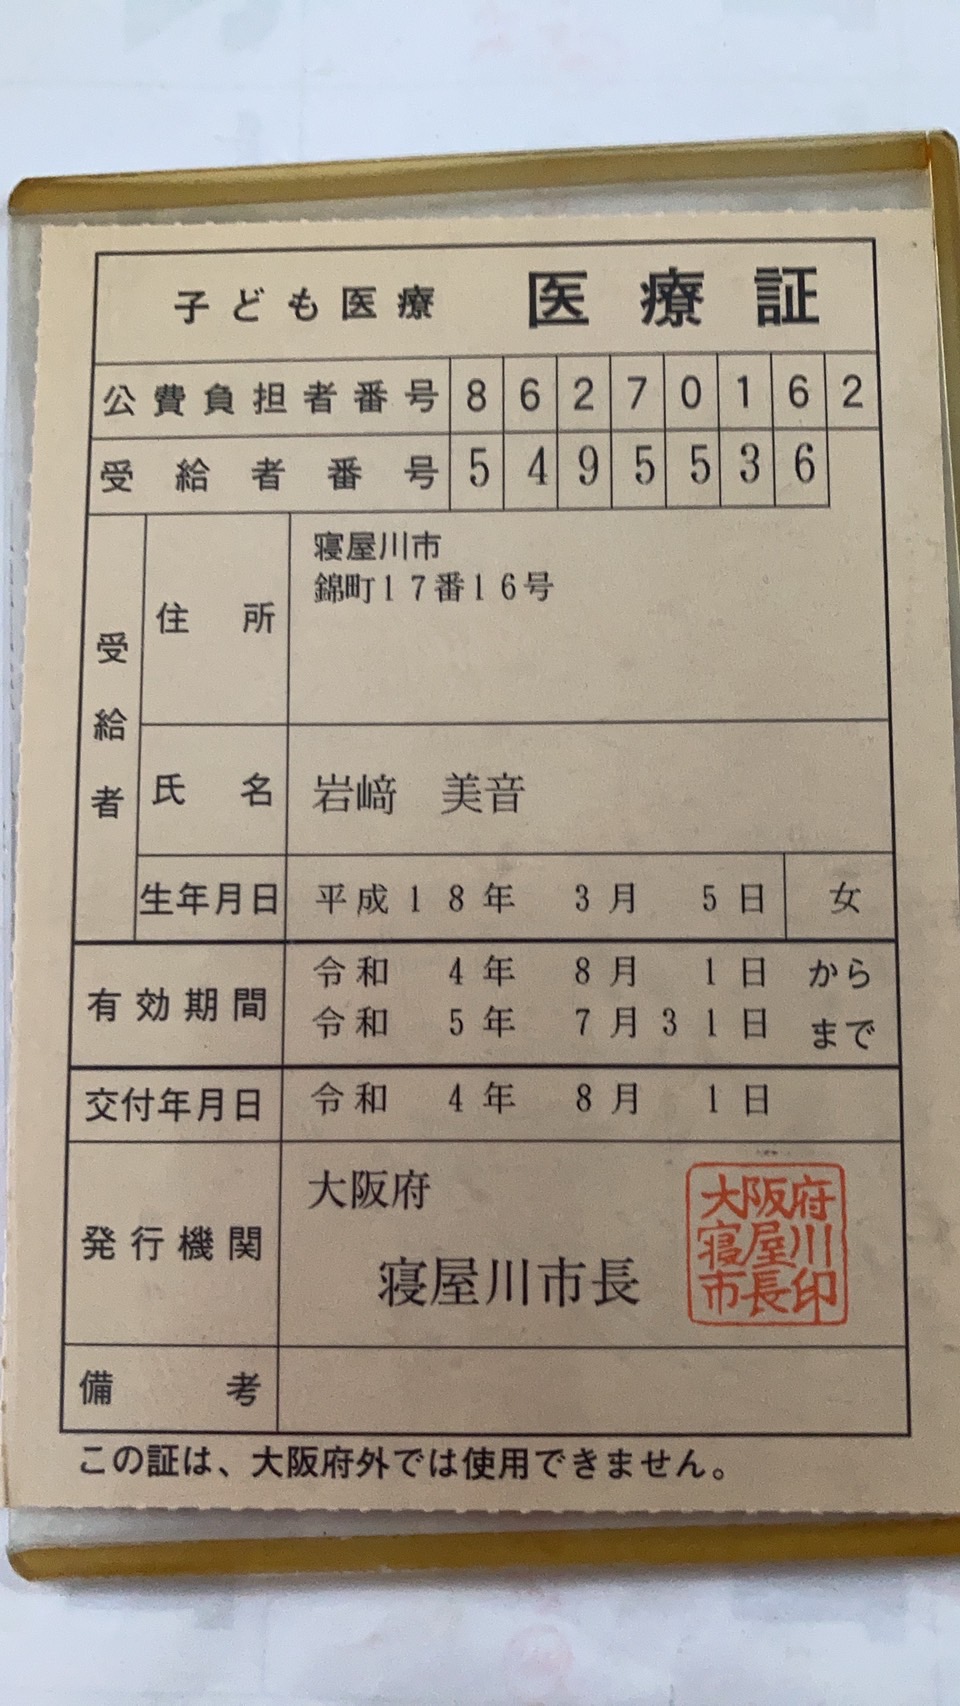 子ども医療 医療証
公費負担者番号 86270162
受給者番号 5495536
受給者
住所 寝屋川市
錦町17番16号
氏名 岩﨑 美音
生年月日 平成18年 3月 5日 女
有効期間 令和 4年 8月 1日 から
令和 5年 7月31日 まで
交付年月日 令和 4年 8月 1日
発行機関 大阪府
寝屋川市長
大阪府
寝屋川
市長印
備考
この証は、大阪府外では使用できません。